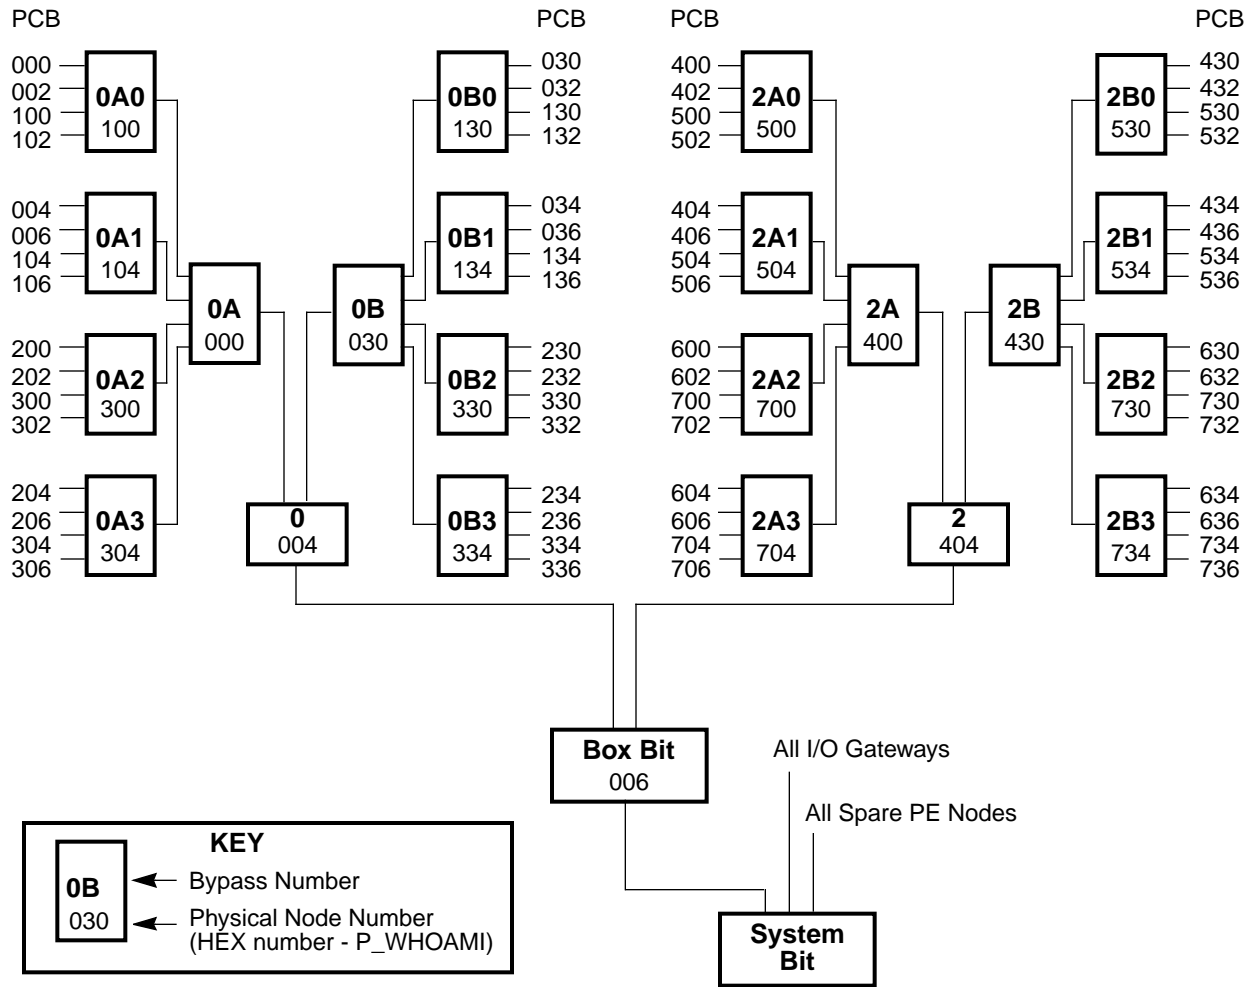 PCB PCB PCB PCB
000
002
100
102
0A0
100
0B0
130
030
032
130
132
400
402
500
502
2A0
500
2B0
530
430
432
530
532
004
006
104
106
0A1
104
0B1
134
034
036
134
136
404
406
504
506
2A1
504
2B1
534
434
436
534
536
0A
000
0B
030
2A
400
2B
430
200
202
300
302
0A2
300
0B2
330
230
232
330
332
600
602
700
702
2A2
700
2B2
730
630
632
730
732
204
206
304
306
0A3
304
0
004
0B3
334
234
236
334
336
604
606
704
706
2A3
704
2
404
2B3
734
634
636
734
736
Box Bit
006
All I/O Gateways
All Spare PE Nodes
System
Bit
KEY
0B
030
Bypass Number
Physical Node Number
(HEX number - P_WHOAMI)